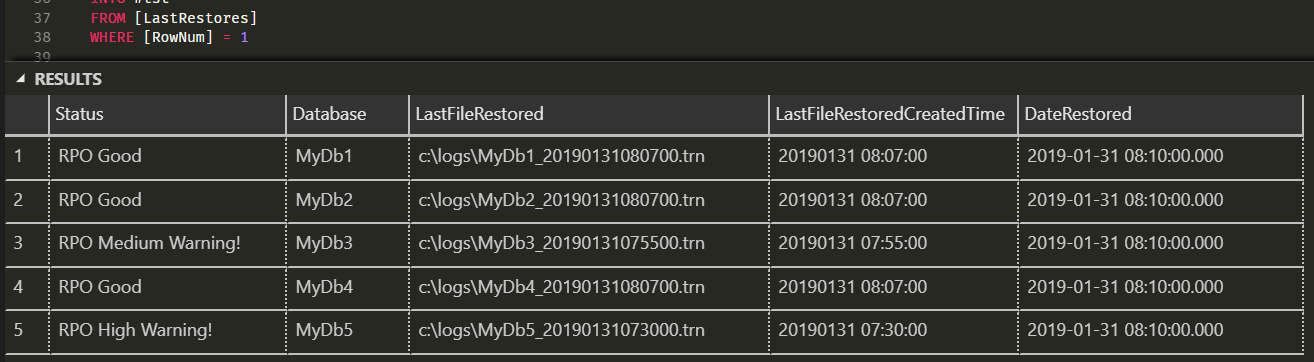 36 INTO #tst
37 FROM [LastRestores]
38 WHERE [RowNum] = 1
39
RESULTS
Status Database LastFileRestored LastFileRestoredCreatedTime DateRestored
1 RPO Good MyDb1 c:\logs\MyDb1_20190131080700.trn 20190131 08:07:00 2019-01-31 08:10:00.000
2 RPO Good MyDb2 c:\logs\MyDb2_20190131080700.trn 20190131 08:07:00 2019-01-31 08:10:00.000
3 RPO Medium Warning! MyDb3 c:\logs\MyDb3_20190131075500.trn 20190131 07:55:00 2019-01-31 08:10:00.000
4 RPO Good MyDb4 c:\logs\MyDb4_20190131080700.trn 20190131 08:07:00 2019-01-31 08:10:00.000
5 RPO High Warning! MyDb5 c:\logs\MyDb5_20190131073000.trn 20190131 07:30:00 2019-01-31 08:10:00.000